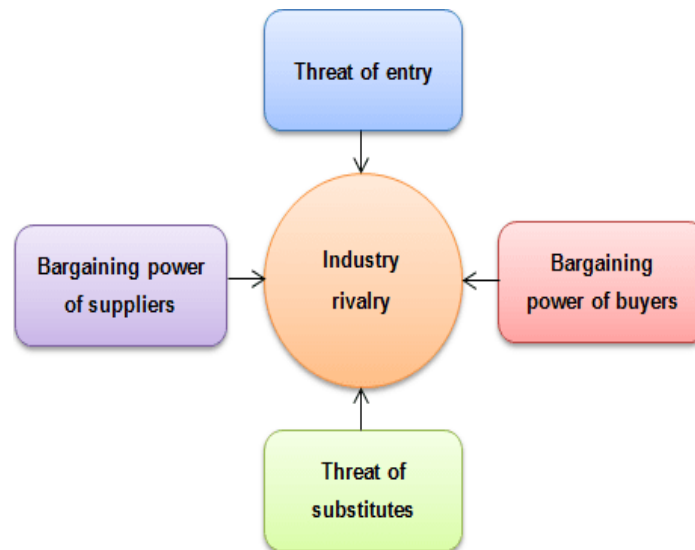 Threat of entry
Bargaining power
of suppliers
Industry
rivalry
Bargaining
power of buyers
Threat of
substitutes